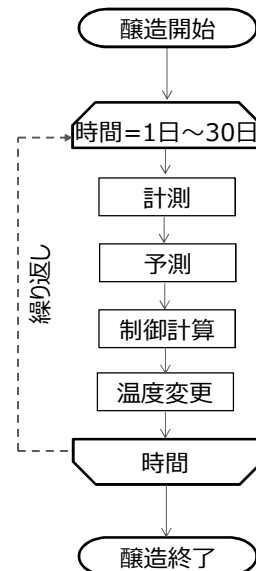 醸造開始
時間=1日～30日
計測
予測
制御計算
温度変更
時間
醸造終了
繰り返し